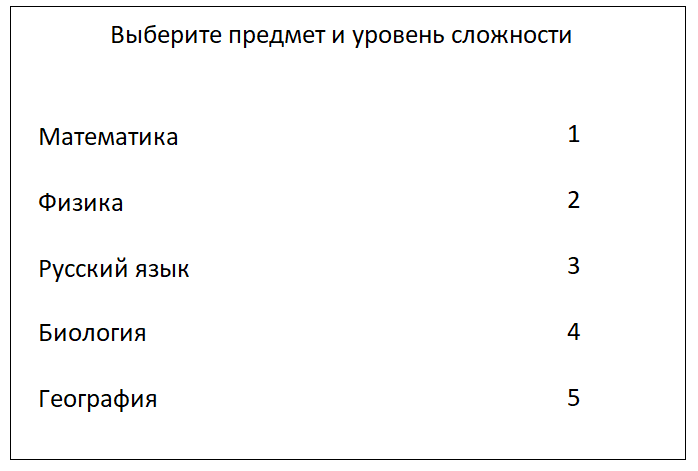 Выберите предмет и уровень сложности
Математика 1
Физика 2
Русский язык 3
Биология 4
География 5